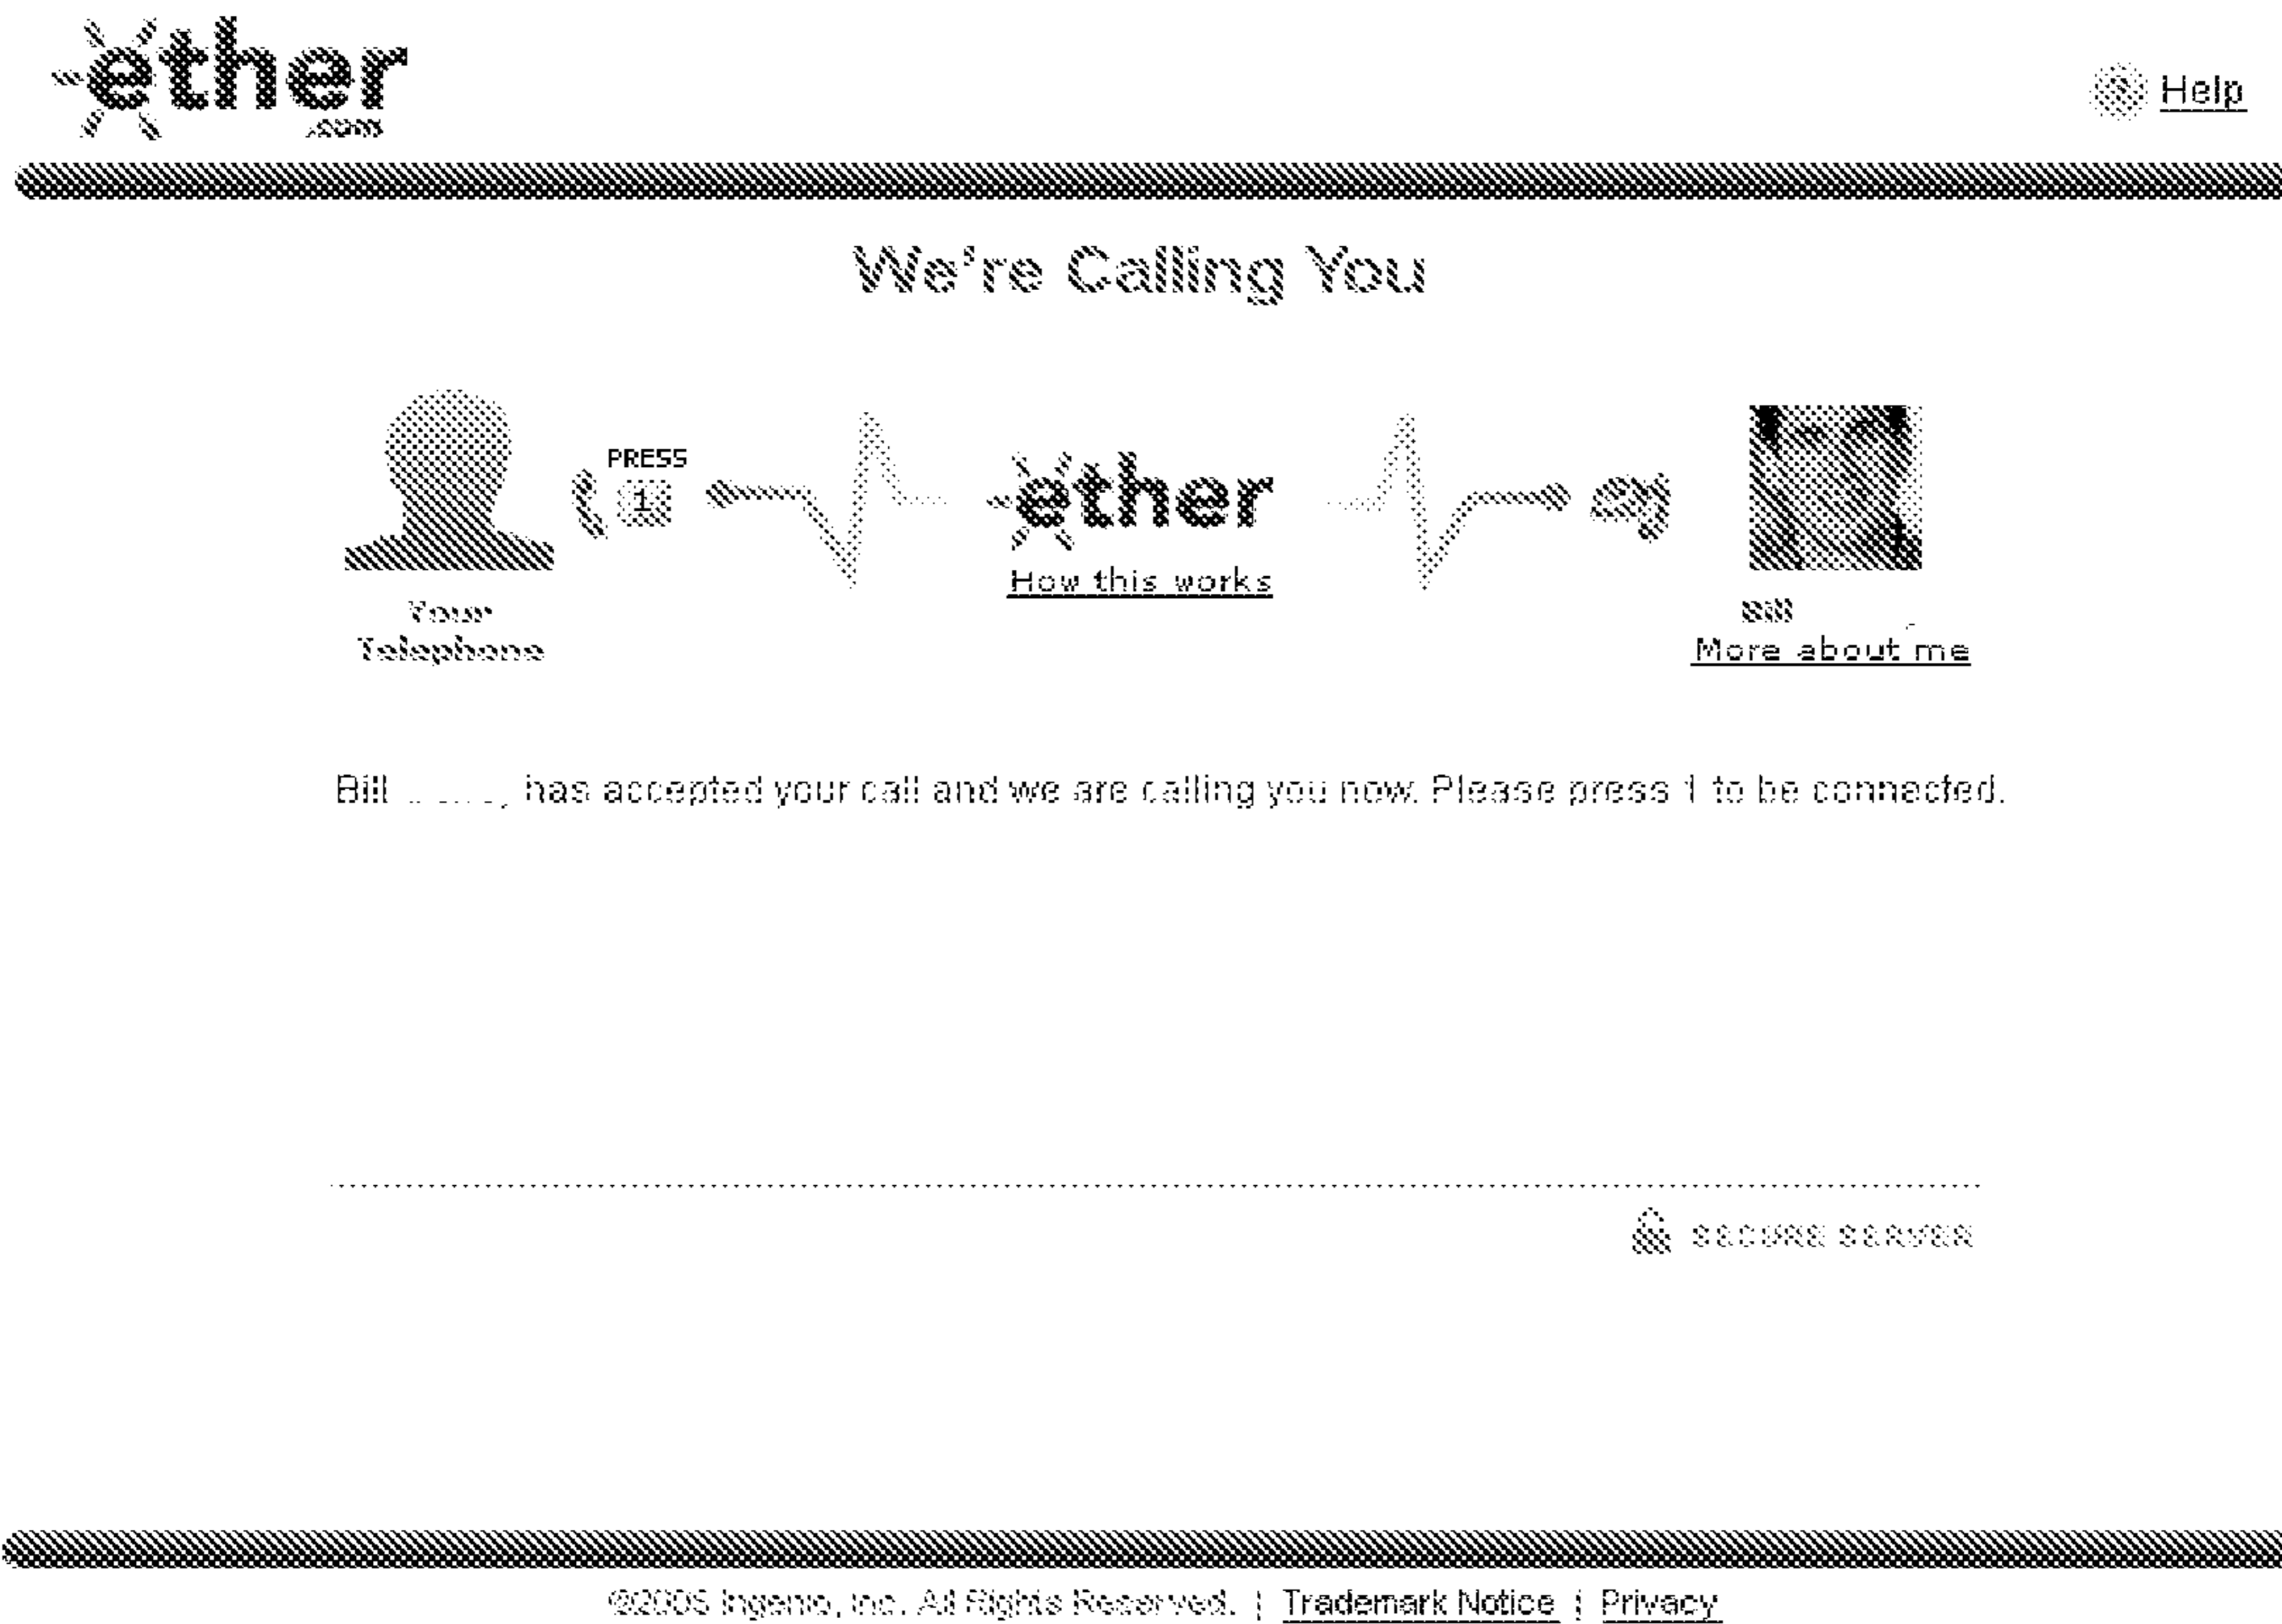 ether
.com
Help
We're Calling You
PRESS
1
ether
How this works
Your
Telephone
Bill
More about me
Bill has accepted your call and we are calling you now. Please press 1 to be connected.
SECURE SERVER
Ingenio, Inc. All Rights Reserved. | Trademark Notice | Privacy